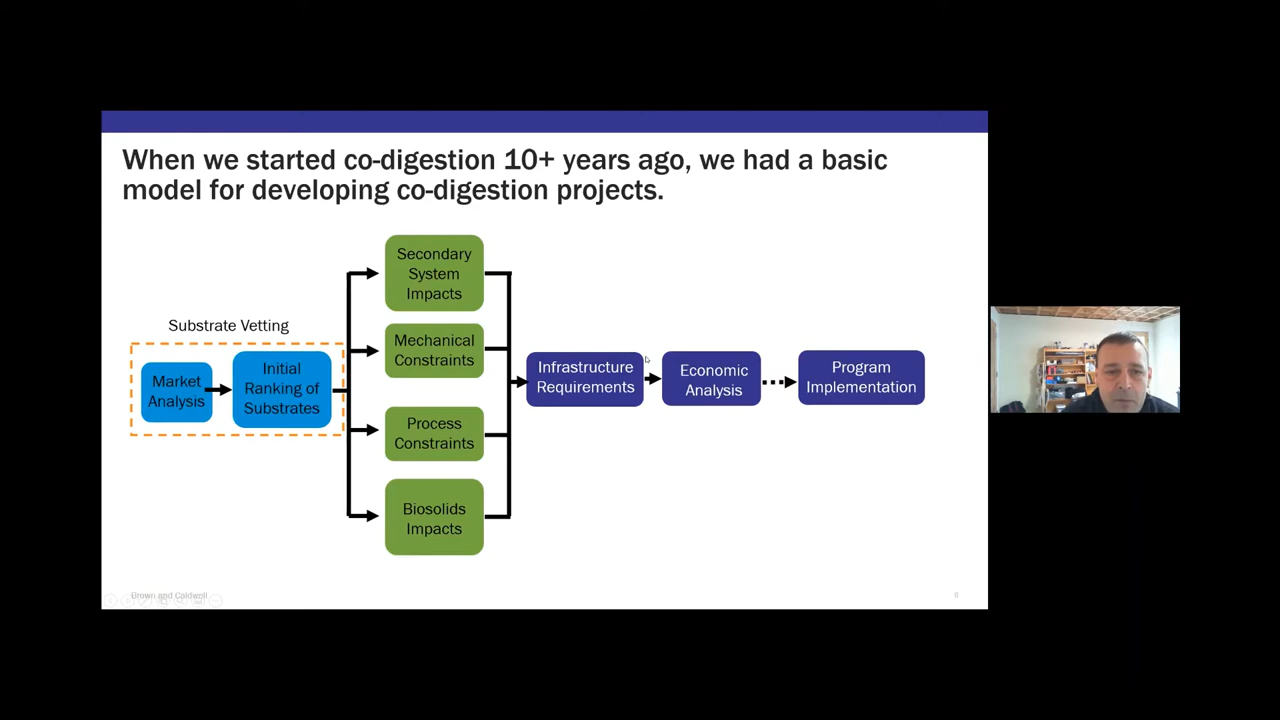 When we started co-digestion 10+ years ago, we had a basic
model for developing co-digestion projects.
Substrate Vetting
Market
Analysis
Initial
Ranking of
Substrates
Secondary
System
Impacts
Mechanical
Constraints
Process
Constraints
Biosolids
Impacts
Infrastructure
Requirements
Economic
Analysis
Program
Implementation
Brown and Caldwell
6